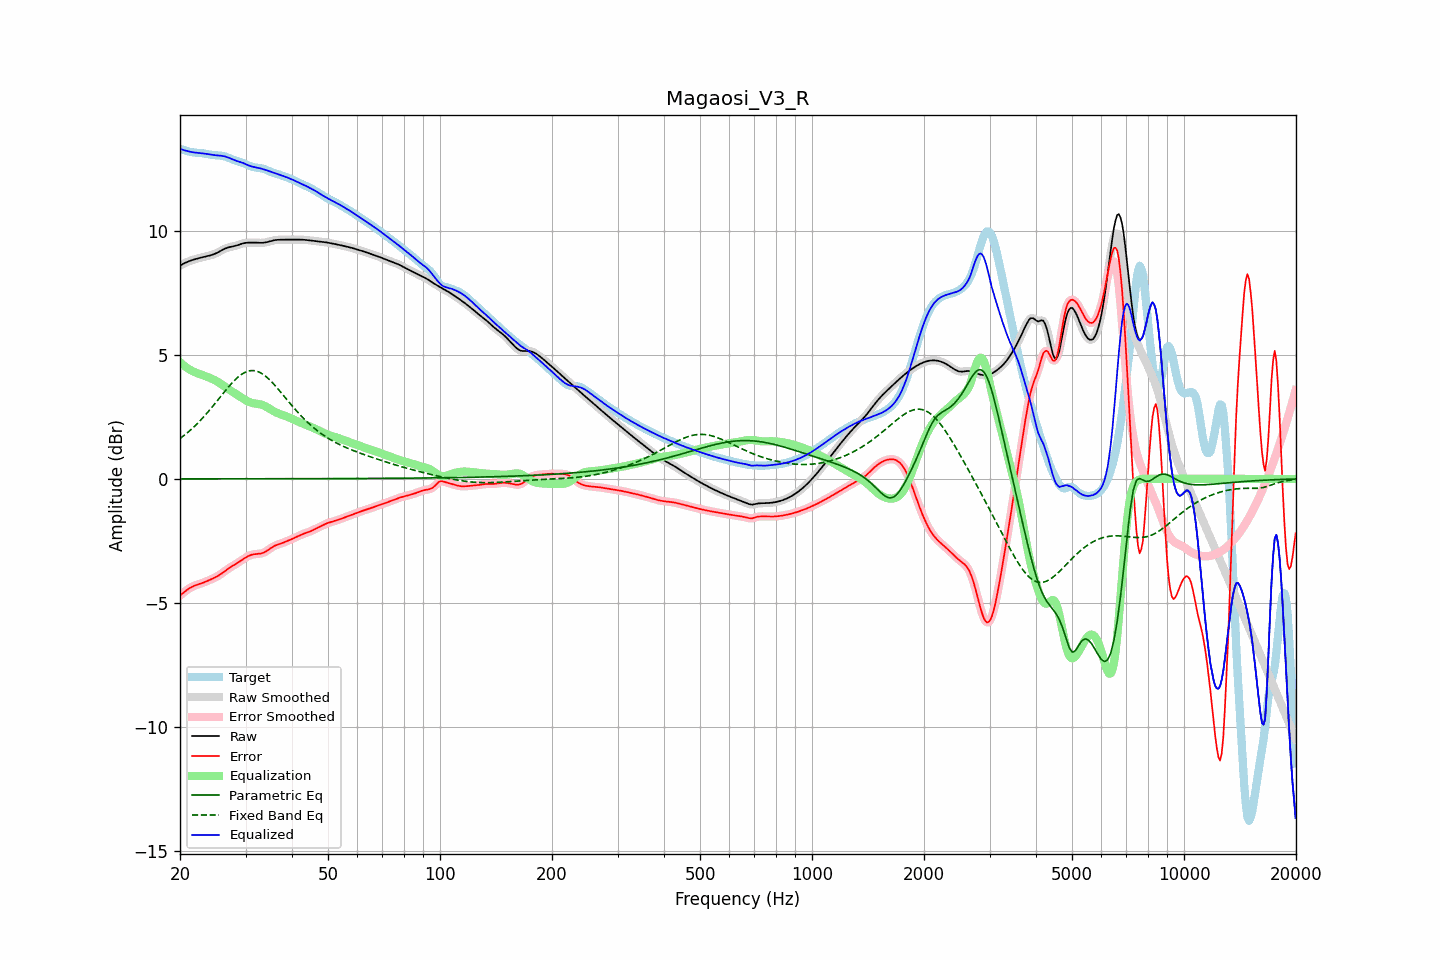 Magaosi_V3_R
Amplitude (dBr)
10
5
0
−5
−10
−15
Target
Raw Smoothed
Error Smoothed
Raw
Error
Equalization
Parametric Eq
Fixed Band Eq
Equalized
20 50 100 200 500 1000 2000 5000 10000 20000
Frequency (Hz)